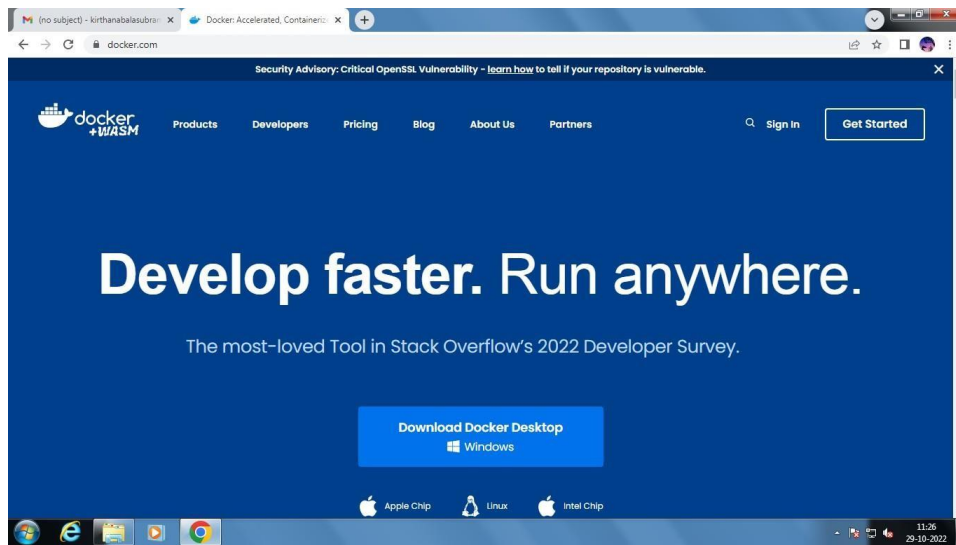 (no subject) - kirthanabalasubra
Docker: Accelerated, Containeriz
docker.com
Security Advisory: Critical OpenSSL Vulnerability – learn how to tell if your repository is vulnerable.
docker
+WASM
Products Developers Pricing Blog About Us Partners Sign In Get Started
Develop faster. Run anywhere.
The most-loved Tool in Stack Overflow's 2022 Developer Survey.
Download Docker Desktop
Windows
Apple Chip Linux Intel Chip
11:26
29-10-2022